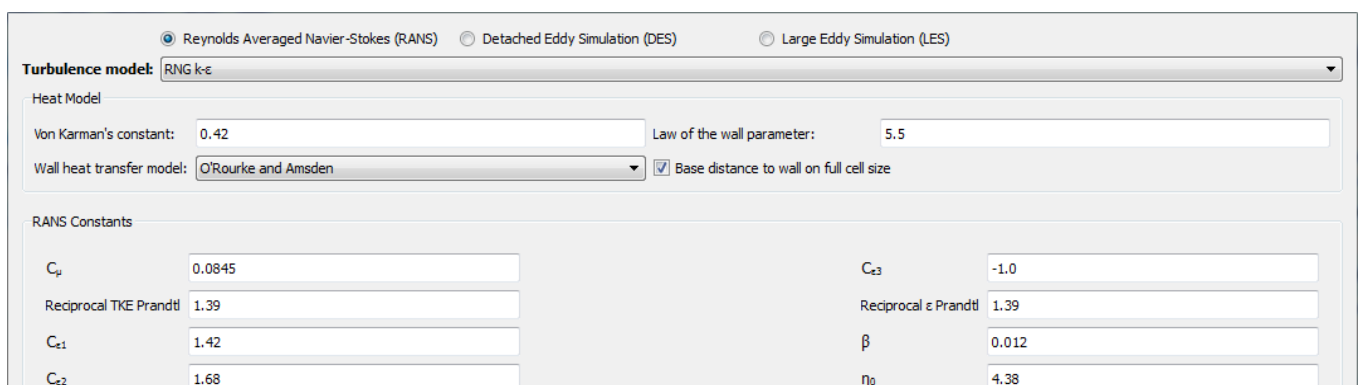 Reynolds Averaged Navier-Stokes (RANS) Detached Eddy Simulation (DES) Large Eddy Simulation (LES)
Turbulence model: RNG k-ε
Heat Model
Von Karman's constant: 0.42 Law of the wall parameter: 5.5
Wall heat transfer model: O'Rourke and Amsden Base distance to wall on full cell size
RANS Constants
Cμ 0.0845 Cε3 -1.0
Reciprocal TKE Prandtl 1.39 Reciprocal ε Prandtl 1.39
Cε1 1.42 β 0.012
Cε2 1.68 η0 4.38